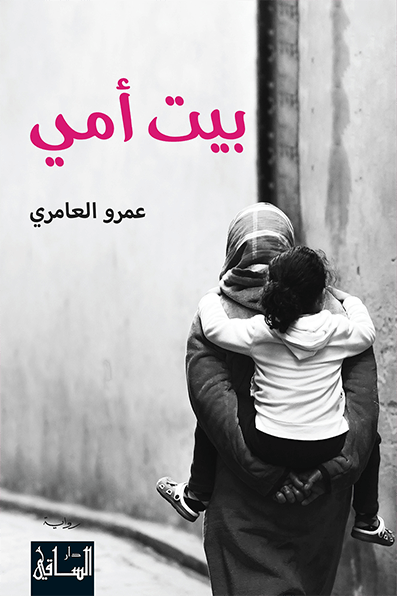 بيت أمي
عمرو العامري
رواية
دار
الساقي